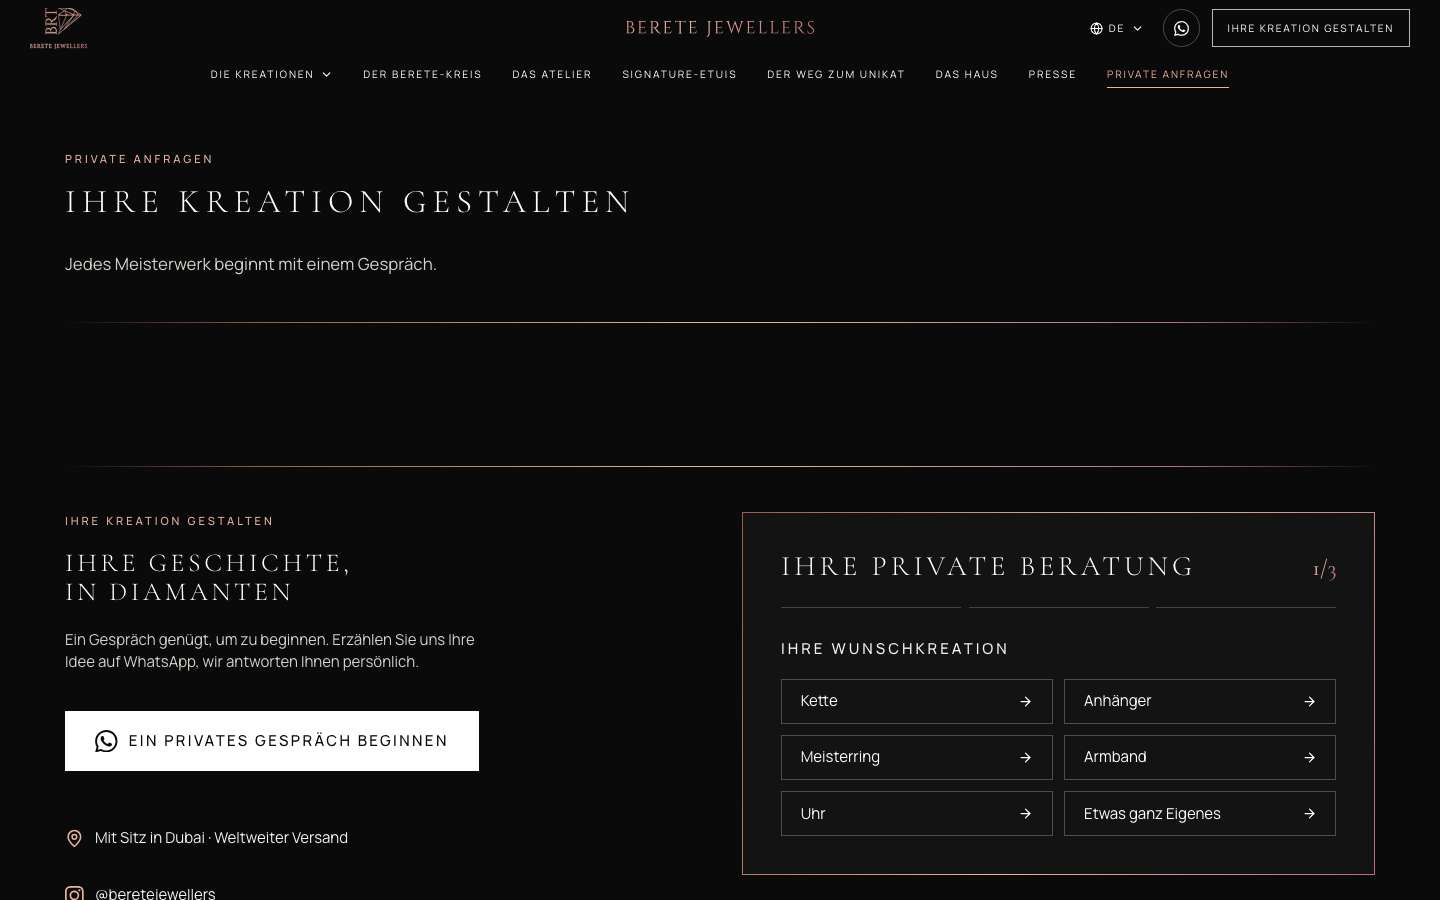 BRT
BERETE JEWELLERS
BERETE JEWELLERS
DE
IHRE KREATION GESTALTEN
DIE KREATIONEN
DER BERETE-KREIS
DAS ATELIER
SIGNATURE-ETUIS
DER WEG ZUM UNIKAT
DAS HAUS
PRESSE
PRIVATE ANFRAGEN
PRIVATE ANFRAGEN
IHRE KREATION GESTALTEN
Jedes Meisterwerk beginnt mit einem Gespräch.
IHRE KREATION GESTALTEN
IHRE GESCHICHTE,
IN DIAMANTEN
Ein Gespräch genügt, um zu beginnen. Erzählen Sie uns Ihre
Idee auf WhatsApp, wir antworten Ihnen persönlich.
EIN PRIVATES GESPRÄCH BEGINNEN
Mit Sitz in Dubai · Weltweiter Versand
@beretejewellers
IHRE PRIVATE BERATUNG
1/3
IHRE WUNSCHKREATION
Kette
Anhänger
Meisterring
Armband
Uhr
Etwas ganz Eigenes